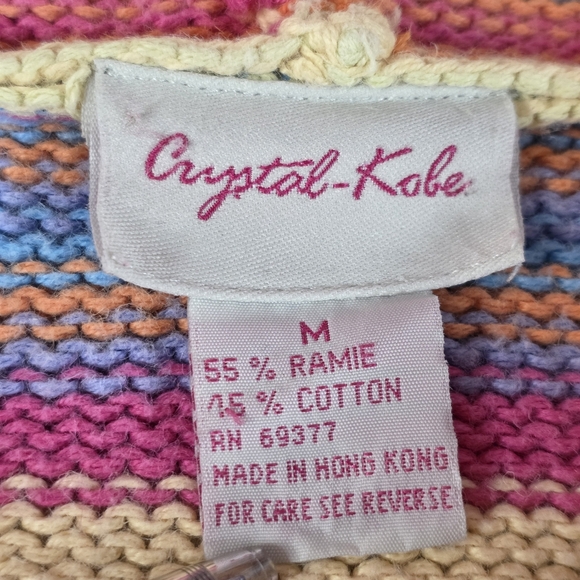 Crystal-Kobe
M
55 % RAMIE
45 % COTTON
RN 69377
MADE IN HONG KONG
FOR CARE SEE REVERSE